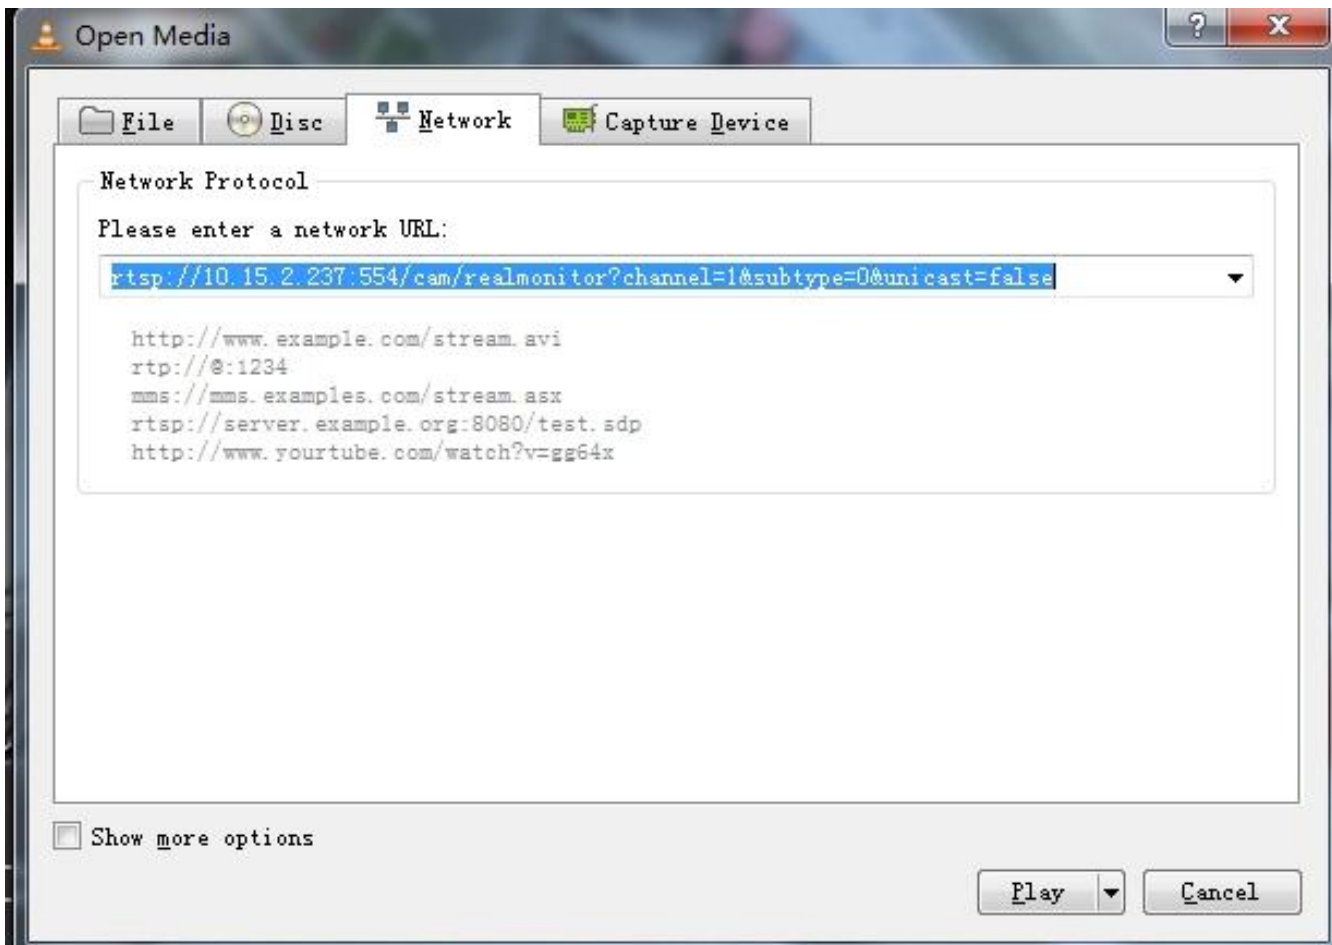 Open Media
?
X
File
Disc
Network
Capture Device
Network Protocol
Please enter a network URL:
rtsp://10.15.2.237:554/cam/realmonitor?channel=1&subtype=0&unicast=false
http://www.example.com/stream.avi
rtp://@:1234
mms://mms.examples.com/stream.asx
rtsp://server.example.org:8080/test.sdp
http://www.yourtube.com/watch?v=gg64x
Show more options
Play
Cancel